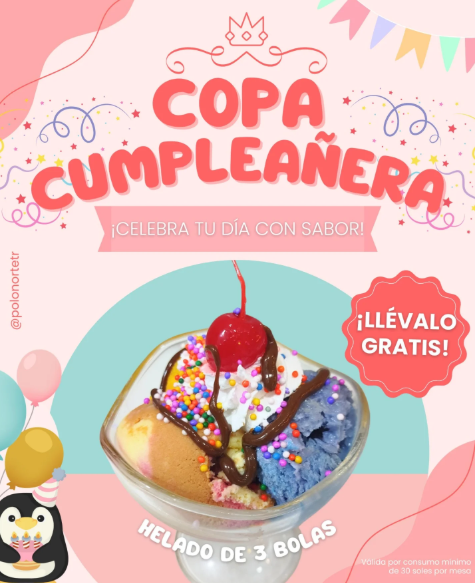 COPA
CUMPLEAÑERA
¡CELEBRA TU DÍA CON SABOR!
@polonortetr
¡LLÉVALO
GRATIS!
HELADO DE 3 BOLAS
Válido por consumo mínimo
de 30 soles por mesa